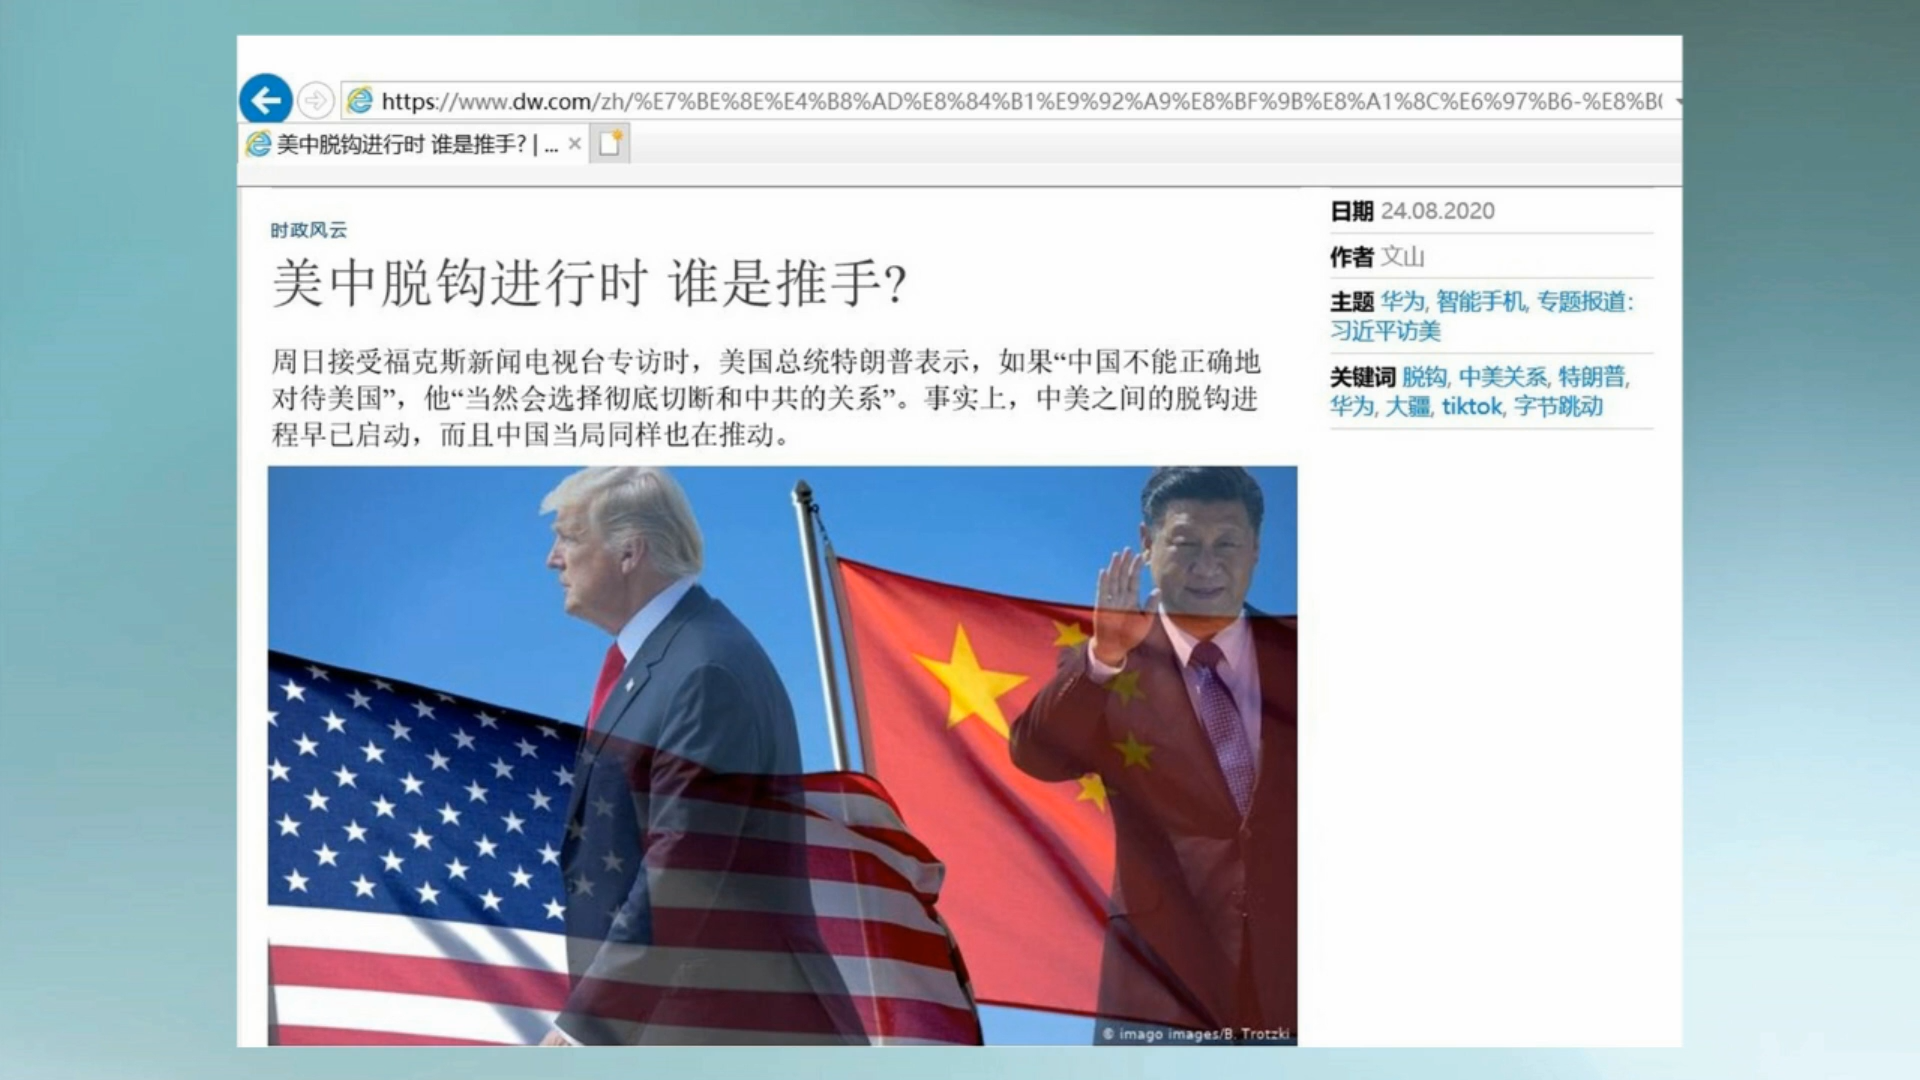 https://www.dw.com/zh/%E7%BE%8E%E4%B8%AD%E8%84%B1%E9%92%A9%E8%BF%9B%E8%A1%8C%E6%97%B6-%E8%B0
美中脱钩进行时 谁是推手? | ...
时政风云
美中脱钩进行时 谁是推手?
周日接受福克斯新闻电视台专访时，美国总统特朗普表示，如果“中国不能正确地
对待美国”，他“当然会选择彻底切断和中共的关系”。事实上，中美之间的脱钩进
程早已启动，而且中国当局同样也在推动。
日期 24.08.2020
作者 文山
主题 华为, 智能手机, 专题报道:
习近平访美
关键词 脱钩, 中美关系, 特朗普,
华为, 大疆, tiktok, 字节跳动
© imago images/B. Trotzki